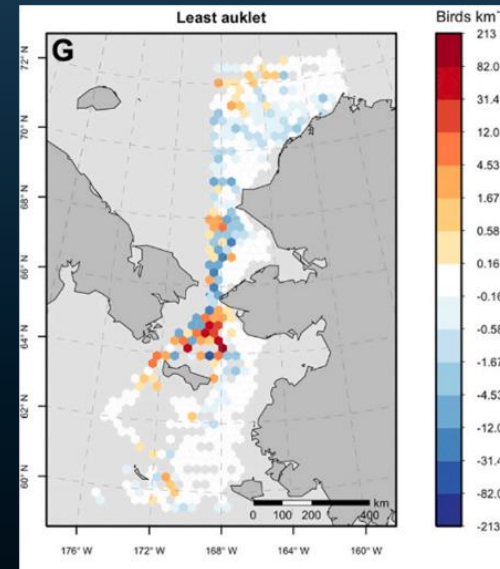 Least auklet
Birds km⁻
G
72° N
70° N
68° N
66° N
64° N
62° N
60° N
176° W
172° W
168° W
164° W
160° W
km
0 100 200 400
213
82.0
31.4
12.0
4.53
1.67
0.58
0.16
-0.16
-0.58
-1.67
-4.53
-12.0
-31.4
-82.0
-213